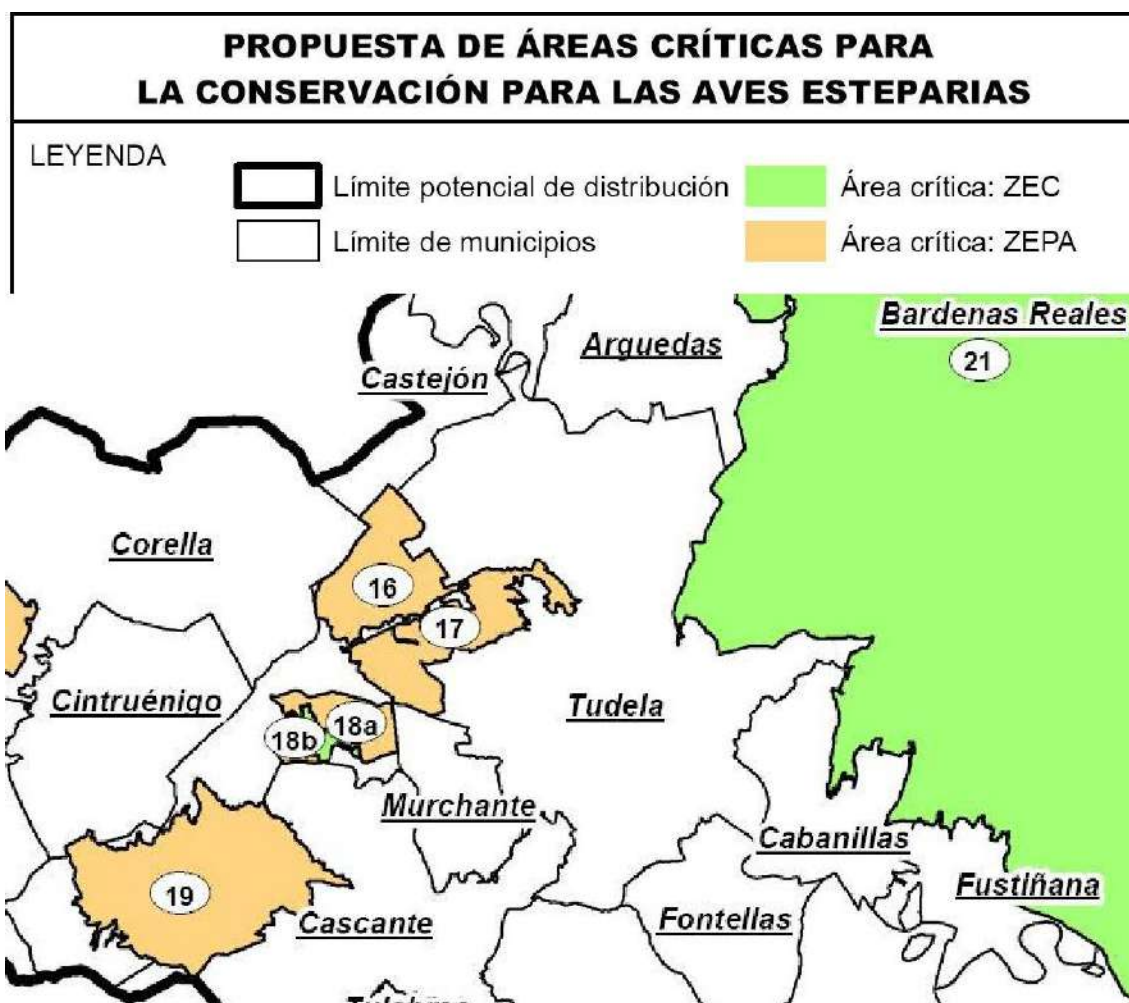 PROPUESTA DE ÁREAS CRÍTICAS PARA
LA CONSERVACIÓN PARA LAS AVES ESTEPARIAS
LEYENDA
Límite potencial de distribución
Área crítica: ZEC
Límite de municipios
Área crítica: ZEPA
Bardenas Reales
21
Arguedas
Castejón
Corella
16
17
Cintruénigo
Tudela
18a
18b
Murchante
Cabanillas
19
Fustiñana
Cascante
Fontellas